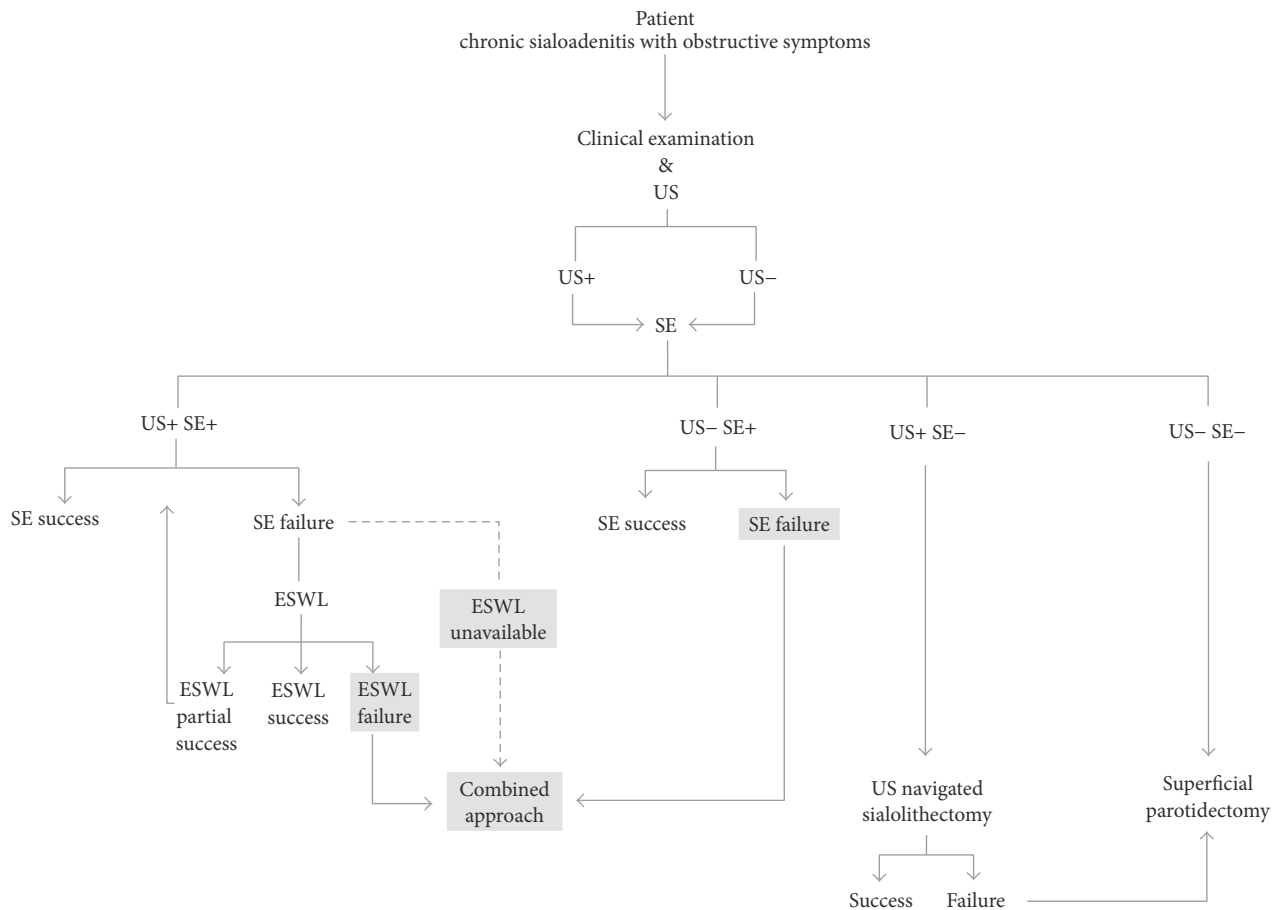 Patient
chronic sialoadenitis with obstructive symptoms
Clinical examination
&
US
US+
US−
SE
US+ SE+
US− SE+
US+ SE−
US− SE−
SE success
SE failure
SE success
SE failure
ESWL
ESWL
unavailable
ESWL
partial
success
ESWL
success
ESWL
failure
Combined
approach
US navigated
sialolithectomy
Superficial
parotidectomy
Success
Failure